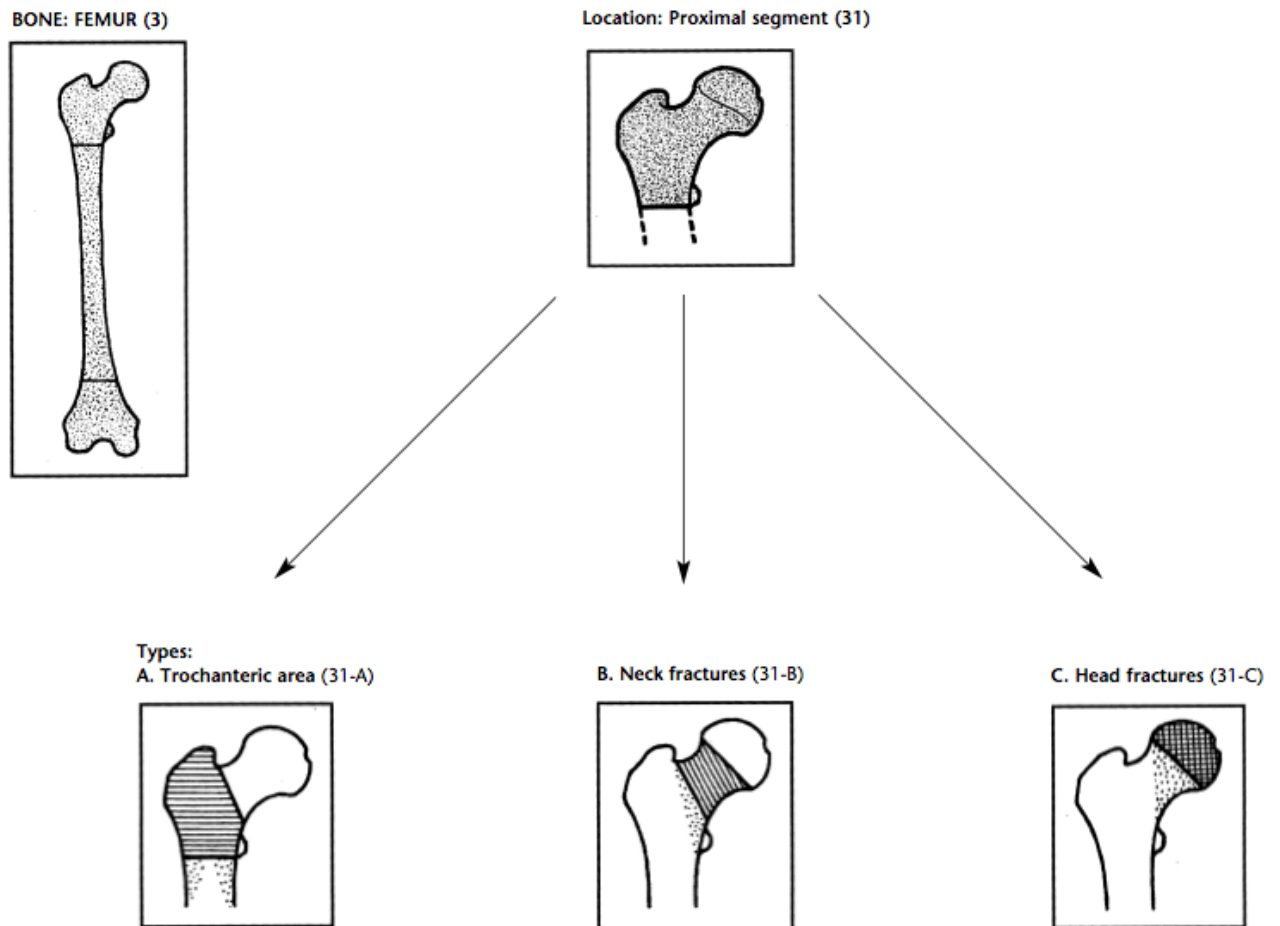 BONE: FEMUR (3)
Location: Proximal segment (31)
Types:
A. Trochanteric area (31-A)
B. Neck fractures (31-B)
C. Head fractures (31-C)